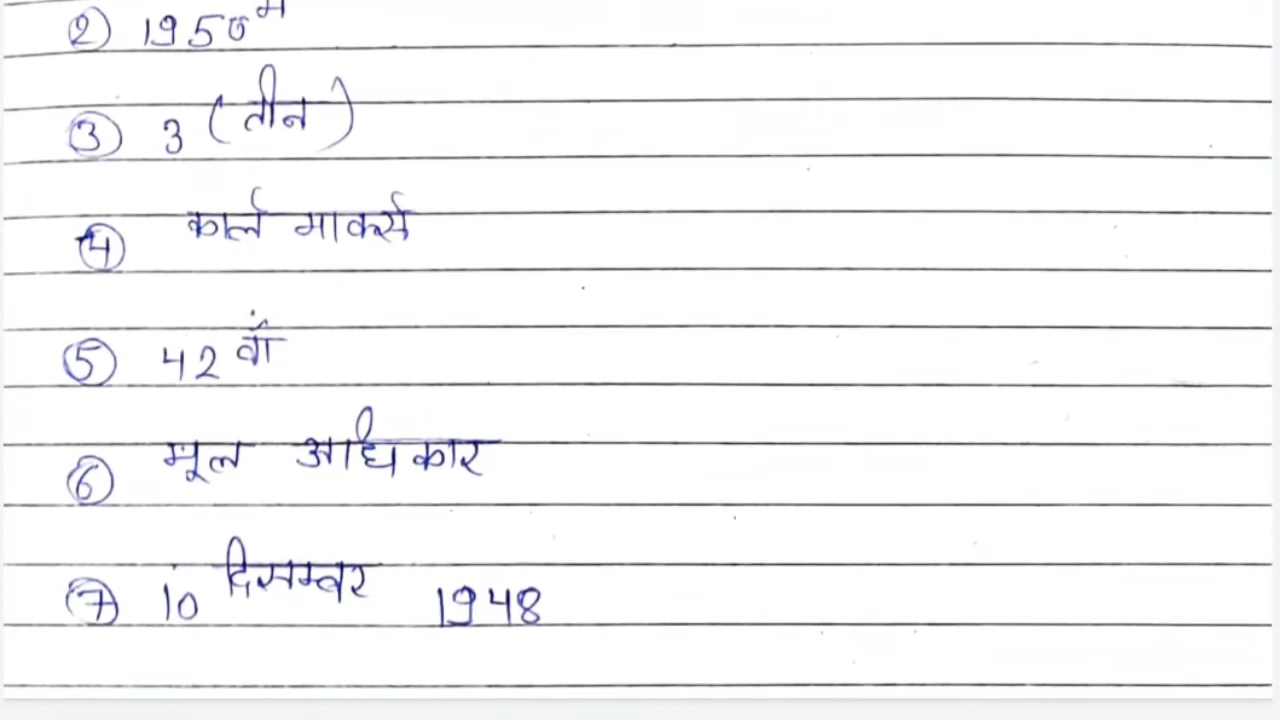 ② 1950 में
③ 3 (तीन)
④ कार्ल मार्क्स
⑤ 42 वाँ
⑥ मूल अधिकार
⑦ 10 दिसम्बर 1948